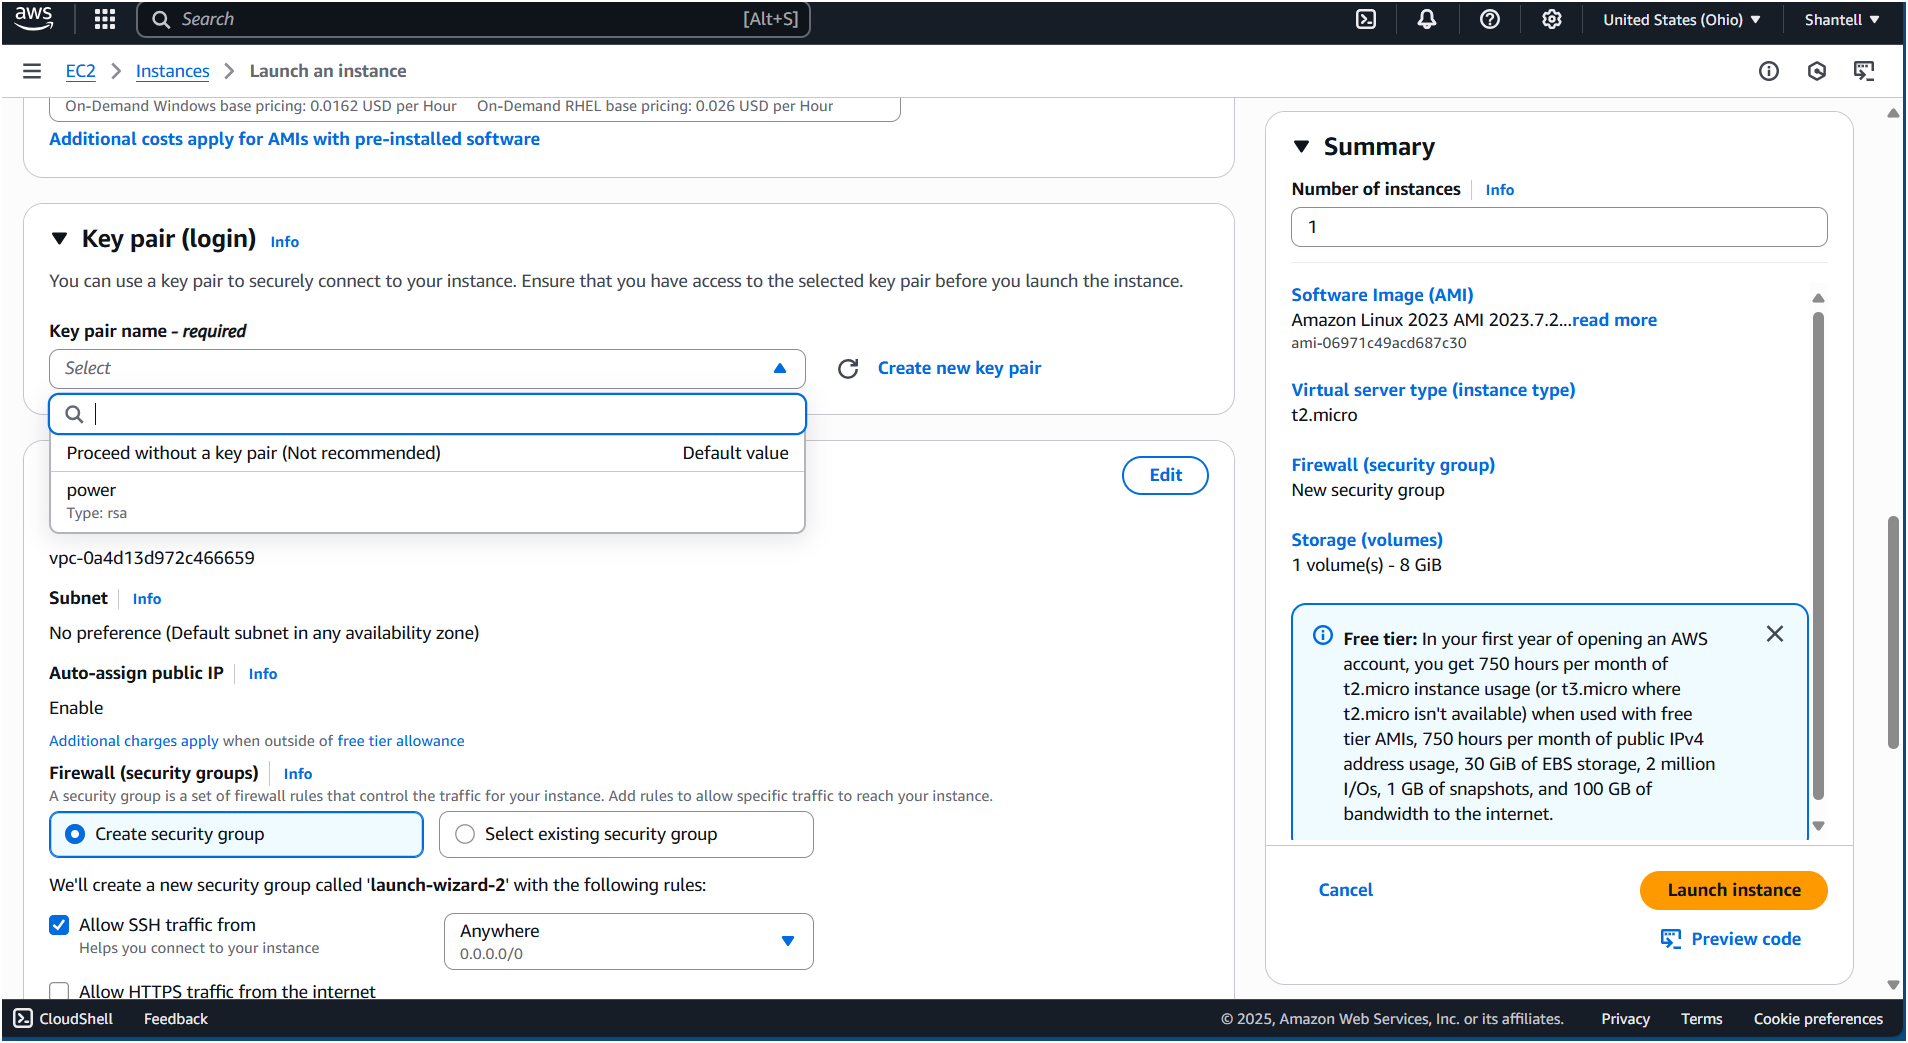 aws
Search [Alt+S]
United States (Ohio)
Shantell
EC2
Instances
Launch an instance
On-Demand Windows base pricing: 0.0162 USD per Hour On-Demand RHEL base pricing: 0.026 USD per Hour
Additional costs apply for AMIs with pre-installed software
Key pair (login) Info
You can use a key pair to securely connect to your instance. Ensure that you have access to the selected key pair before you launch the instance.
Key pair name - required
Select
Create new key pair
Proceed without a key pair (Not recommended) Default value
power
Type: rsa
Edit
vpc-0a4d13d972c466659
Subnet Info
No preference (Default subnet in any availability zone)
Auto-assign public IP Info
Enable
Additional charges apply when outside of free tier allowance
Firewall (security groups) Info
A security group is a set of firewall rules that control the traffic for your instance. Add rules to allow specific traffic to reach your instance.
Create security group
Select existing security group
We'll create a new security group called 'launch-wizard-2' with the following rules:
Allow SSH traffic from
Helps you connect to your instance
Anywhere
0.0.0.0/0
Allow HTTPS traffic from the internet
Summary
Number of instances Info
1
Software Image (AMI)
Amazon Linux 2023 AMI 2023.7.2...read more
ami-06971c49acd687c30
Virtual server type (instance type)
t2.micro
Firewall (security group)
New security group
Storage (volumes)
1 volume(s) - 8 GiB
Free tier: In your first year of opening an AWS
account, you get 750 hours per month of
t2.micro instance usage (or t3.micro where
t2.micro isn't available) when used with free
tier AMIs, 750 hours per month of public IPv4
address usage, 30 GiB of EBS storage, 2 million
I/Os, 1 GB of snapshots, and 100 GB of
bandwidth to the internet.
Cancel
Launch instance
Preview code
CloudShell
Feedback
© 2025, Amazon Web Services, Inc. or its affiliates.
Privacy
Terms
Cookie preferences